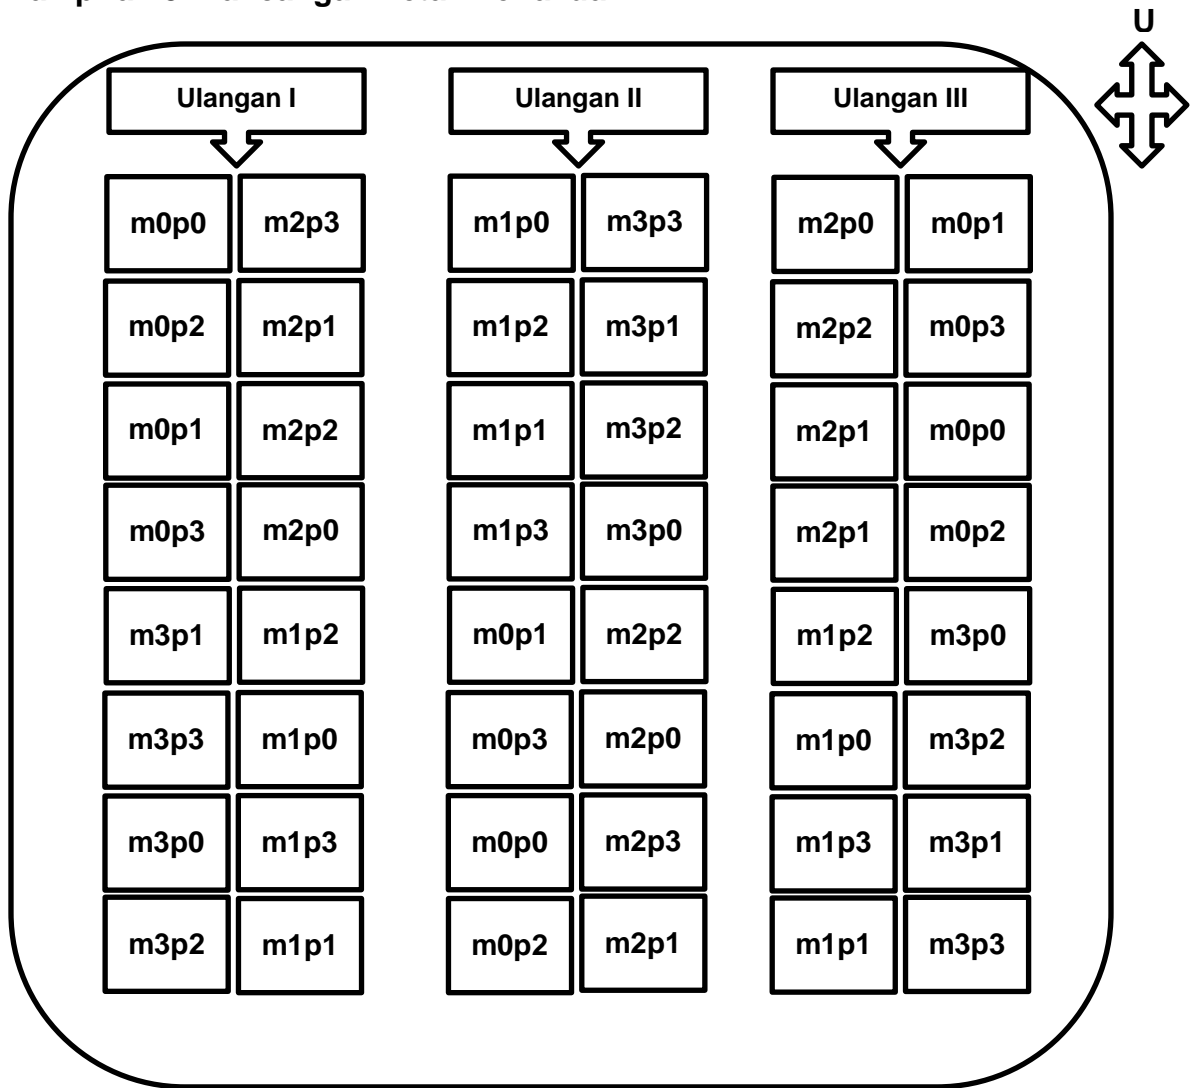 U
Ulangan I Ulangan II Ulangan III
m0p0 m2p3 m1p0 m3p3 m2p0 m0p1
m0p2 m2p1 m1p2 m3p1 m2p2 m0p3
m0p1 m2p2 m1p1 m3p2 m2p1 m0p0
m0p3 m2p0 m1p3 m3p0 m2p1 m0p2
m3p1 m1p2 m0p1 m2p2 m1p2 m3p0
m3p3 m1p0 m0p3 m2p0 m1p0 m3p2
m3p0 m1p3 m0p0 m2p3 m1p3 m3p1
m3p2 m1p1 m0p2 m2p1 m1p1 m3p3